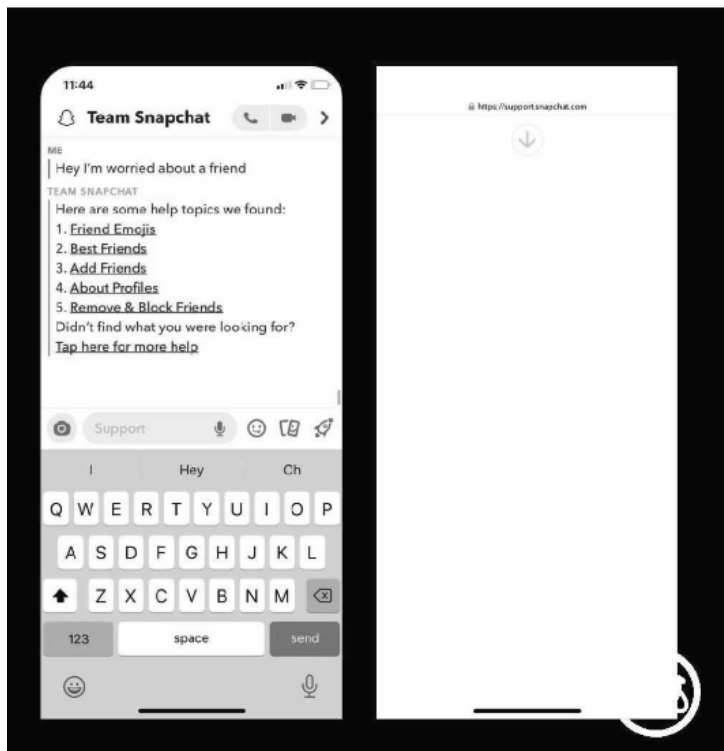 11:44
Team Snapchat
ME
Hey I'm worried about a friend
TEAM SNAPCHAT
Here are some help topics we found:
1. Friend Emojis
2. Best Friends
3. Add Friends
4. About Profiles
5. Remove & Block Friends
Didn't find what you were looking for?
Tap here for more help
Support
I Hey Ch
Q W E R T Y U I O P
A S D F G H J K L
Z X C V B N M
123 space send
https://support.snapchat.com